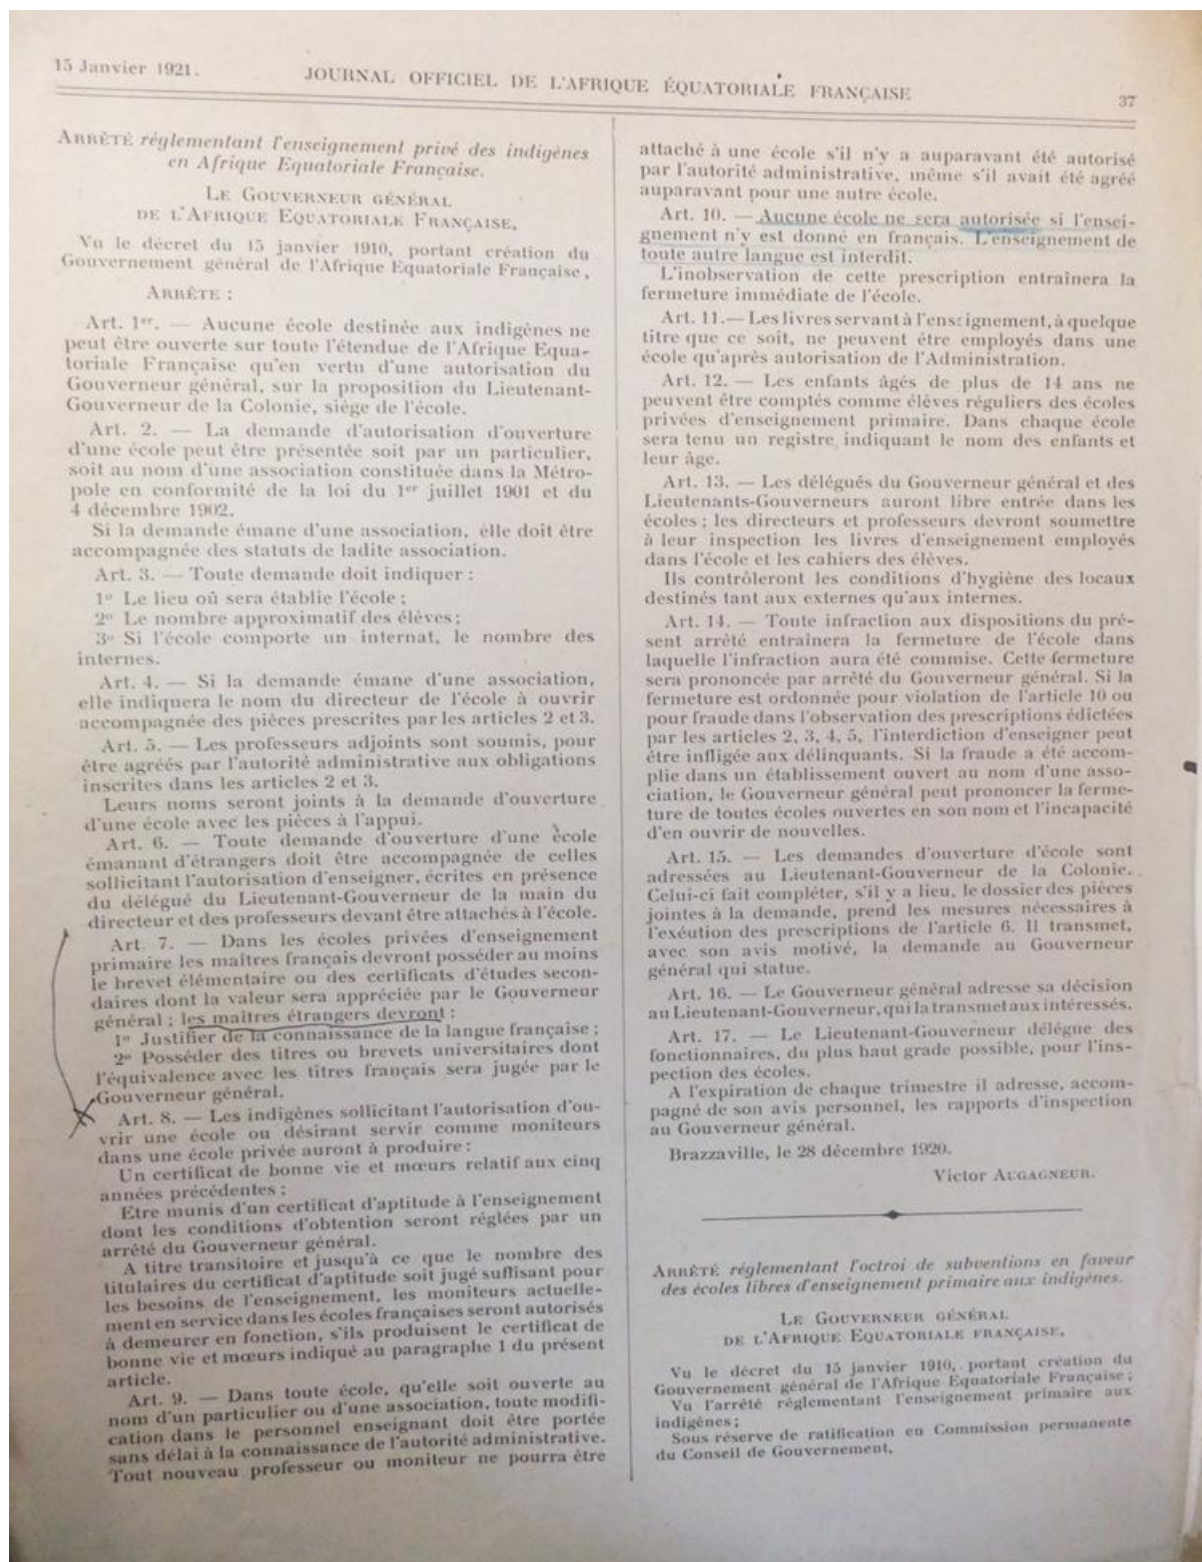 15 Janvier 1921.
JOURNAL OFFICIEL DE L'AFRIQUE ÉQUATORIALE FRANÇAISE
37
ARRÊTÉ réglementant l'enseignement privé des indigènes
en Afrique Equatoriale Française.
LE GOUVERNEUR GÉNÉRAL
DE L'AFRIQUE EQUATORIALE FRANÇAISE,
Vu le décret du 15 janvier 1910, portant création du
Gouvernement général de l'Afrique Equatoriale Française,
ARRÊTE :
Art. 1er. — Aucune école destinée aux indigènes ne
peut être ouverte sur toute l'étendue de l'Afrique Equa-
toriale Française qu'en vertu d'une autorisation du
Gouverneur général, sur la proposition du Lieutenant-
Gouverneur de la Colonie, siège de l'école.
Art. 2. — La demande d'autorisation d'ouverture
d'une école peut être présentée soit par un particulier,
soit au nom d'une association constituée dans la Métro-
pole en conformité de la loi du 1er juillet 1901 et du
4 décembre 1902.
Si la demande émane d'une association, elle doit être
accompagnée des statuts de ladite association.
Art. 3. — Toute demande doit indiquer :
1° Le lieu où sera établie l'école ;
2° Le nombre approximatif des élèves ;
3° Si l'école comporte un internat, le nombre des
internes.
Art. 4. — Si la demande émane d'une association,
elle indiquera le nom du directeur de l'école à ouvrir
accompagnée des pièces prescrites par les articles 2 et 3.
Art. 5. — Les professeurs adjoints sont soumis, pour
être agréés par l'autorité administrative aux obligations
inscrites dans les articles 2 et 3.
Leurs noms seront joints à la demande d'ouverture
d'une école avec les pièces à l'appui.
Art. 6. — Toute demande d'ouverture d'une école
émanant d'étrangers doit être accompagnée de celles
sollicitant l'autorisation d'enseigner, écrites en présence
du délégué du Lieutenant-Gouverneur de la main du
directeur et des professeurs devant être attachés à l'école.
Art. 7. — Dans les écoles privées d'enseignement
primaire les maîtres français devront posséder au moins
le brevet élémentaire ou des certificats d'études secon-
daires dont la valeur sera appréciée par le Gouverneur
général ; les maîtres étrangers devront :
1° Justifier de la connaissance de la langue française ;
2° Posséder des titres ou brevets universitaires dont
l'équivalence avec les titres français sera jugée par le
Gouverneur général.
Art. 8. — Les indigènes sollicitant l'autorisation d'ou-
vrir une école ou désirant servir comme moniteurs
dans une école privée auront à produire :
Un certificat de bonne vie et mœurs relatif aux cinq
années précédentes ;
Etre munis d'un certificat d'aptitude à l'enseignement
dont les conditions d'obtention seront réglées par un
arrêté du Gouverneur général.
A titre transitoire et jusqu'à ce que le nombre des
titulaires du certificat d'aptitude soit jugé suffisant pour
les besoins de l'enseignement, les moniteurs actuelle-
ment en service dans les écoles françaises seront autorisés
à demeurer en fonction, s'ils produisent le certificat de
bonne vie et mœurs indiqué au paragraphe 1 du présent
article.
Art. 9. — Dans toute école, qu'elle soit ouverte au
nom d'un particulier ou d'une association, toute modifi-
cation dans le personnel enseignant doit être portée
sans délai à la connaissance de l'autorité administrative.
Tout nouveau professeur ou moniteur ne pourra être
attaché à une école s'il n'y a auparavant été autorisé
par l'autorité administrative, même s'il avait été agréé
auparavant pour une autre école.
Art. 10. — Aucune école ne sera autorisée si l'ensei-
gnement n'y est donné en français. L'enseignement de
toute autre langue est interdit.
L'inobservation de cette prescription entraînera la
fermeture immédiate de l'école.
Art. 11.— Les livres servant à l'enseignement, à quelque
titre que ce soit, ne peuvent être employés dans une
école qu'après autorisation de l'Administration.
Art. 12. — Les enfants âgés de plus de 14 ans ne
peuvent être comptés comme élèves réguliers des écoles
privées d'enseignement primaire. Dans chaque école
sera tenu un registre indiquant le nom des enfants et
leur âge.
Art. 13. — Les délégués du Gouverneur général et des
Lieutenants-Gouverneurs auront libre entrée dans les
écoles ; les directeurs et professeurs devront soumettre
à leur inspection les livres d'enseignement employés
dans l'école et les cahiers des élèves.
Ils contrôleront les conditions d'hygiène des locaux
destinés tant aux externes qu'aux internes.
Art. 14. — Toute infraction aux dispositions du pré-
sent arrêté entraînera la fermeture de l'école dans
laquelle l'infraction aura été commise. Cette fermeture
sera prononcée par arrêté du Gouverneur général. Si la
fermeture est ordonnée pour violation de l'article 10 ou
pour fraude dans l'observation des prescriptions édictées
par les articles 2, 3, 4, 5, l'interdiction d'enseigner peut
être infligée aux délinquants. Si la fraude a été accom-
plie dans un établissement ouvert au nom d'une asso-
ciation, le Gouverneur général peut prononcer la ferme-
ture de toutes écoles ouvertes en son nom et l'incapacité
d'en ouvrir de nouvelles.
Art. 15. — Les demandes d'ouverture d'école sont
adressées au Lieutenant-Gouverneur de la Colonie.
Celui-ci fait compléter, s'il y a lieu, le dossier des pièces
jointes à la demande, prend les mesures nécessaires à
l'exéution des prescriptions de l'article 6. Il transmet,
avec son avis motivé, la demande au Gouverneur
général qui statue.
Art. 16. — Le Gouverneur général adresse sa décision
au Lieutenant-Gouverneur, qui la transmet aux intéressés.
Art. 17. — Le Lieutenant-Gouverneur délégue des
fonctionnaires, du plus haut grade possible, pour l'ins-
pection des écoles.
A l'expiration de chaque trimestre il adresse, accom-
pagné de son avis personnel, les rapports d'inspection
au Gouverneur général.
Brazzaville, le 28 décembre 1920.
Victor AUGAGNEUR.
ARRÊTÉ réglementant l'octroi de subventions en faveur
des écoles libres d'enseignement primaire aux indigènes.
LE GOUVERNEUR GÉNÉRAL
DE L'AFRIQUE EQUATORIALE FRANÇAISE,
Vu le décret du 15 janvier 1910, portant création du
Gouvernement général de l'Afrique Equatoriale Française ;
Vu l'arrêté réglementant l'enseignement primaire aux
indigènes ;
Sous réserve de ratification en Commission permanente
du Conseil de Gouvernement,